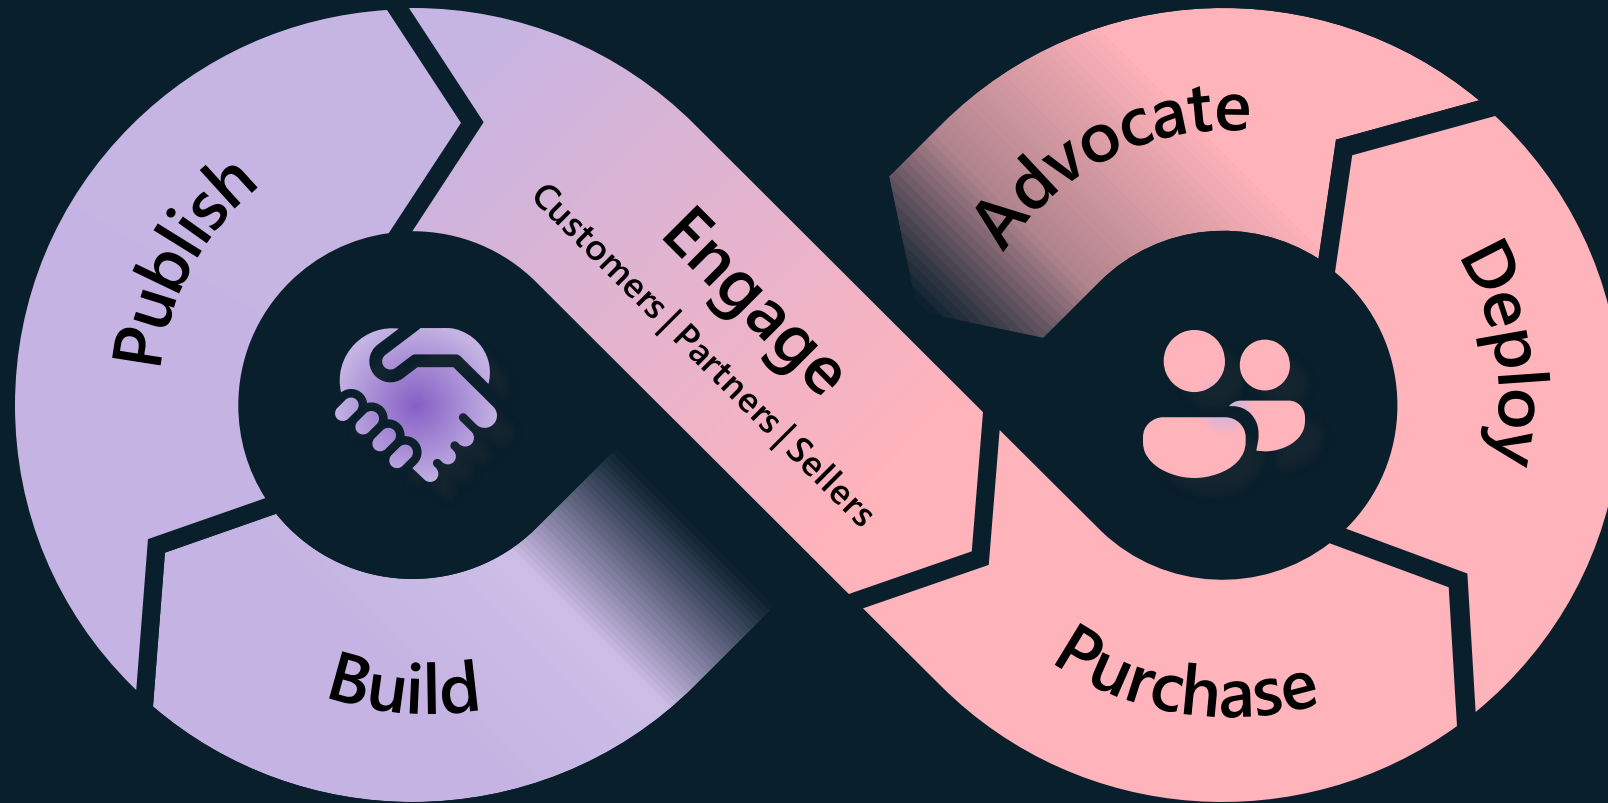 Publish
Build
Engage
Customers | Partners | Sellers
Advocate
Deploy
Purchase